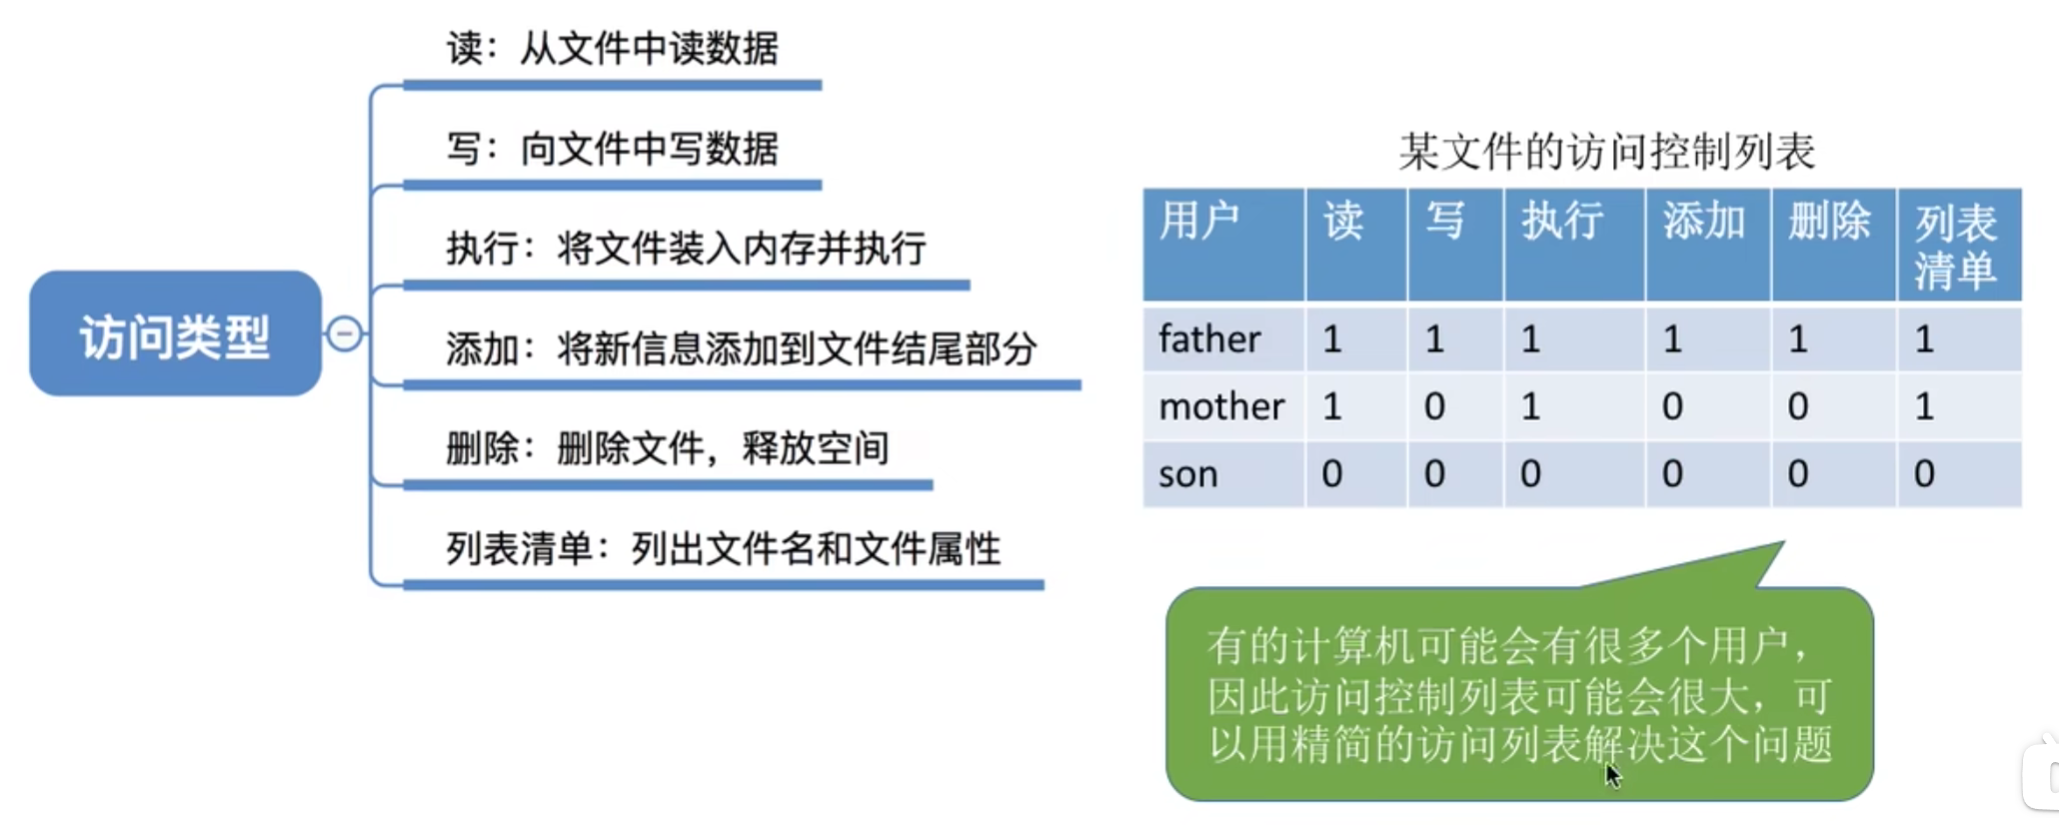 访问类型
读：从文件中读数据
写：向文件中写数据
执行：将文件装入内存并执行
添加：将新信息添加到文件结尾部分
删除：删除文件，释放空间
列表清单：列出文件名和文件属性
某文件的访问控制列表
用户 读 写 执行 添加 删除 列表
清单
father 1 1 1 1 1 1
mother 1 0 1 0 0 1
son 0 0 0 0 0 0
有的计算机可能会有很多个用户，
因此访问控制列表可能会很大，可
以用精简的访问列表解决这个问题